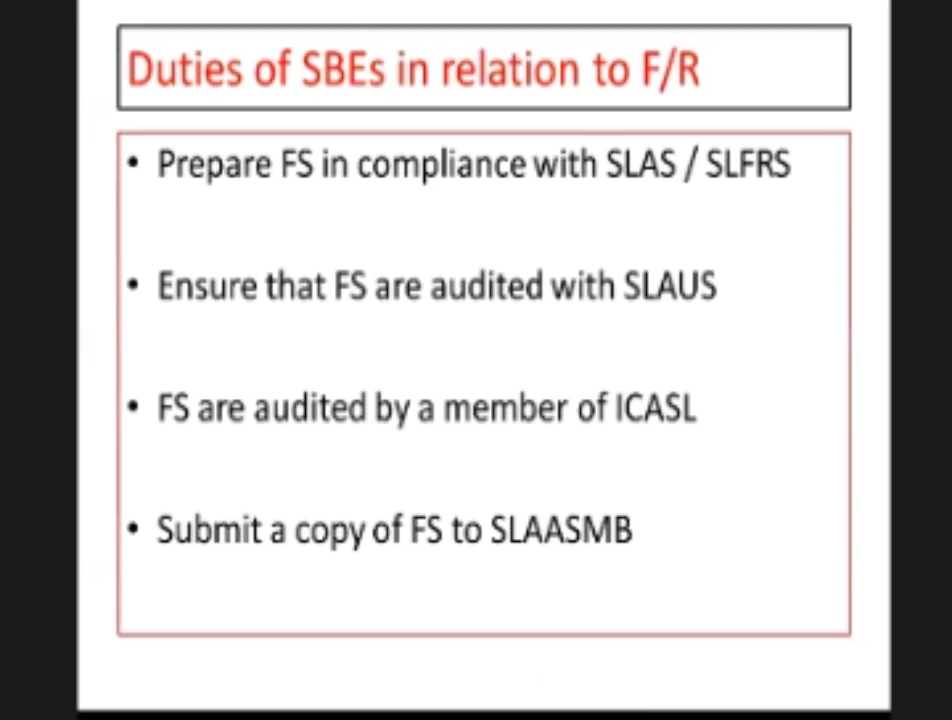 Duties of SBEs in relation to F/R
• Prepare FS in compliance with SLAS / SLFRS
• Ensure that FS are audited with SLAUS
• FS are audited by a member of ICASL
• Submit a copy of FS to SLAASMB